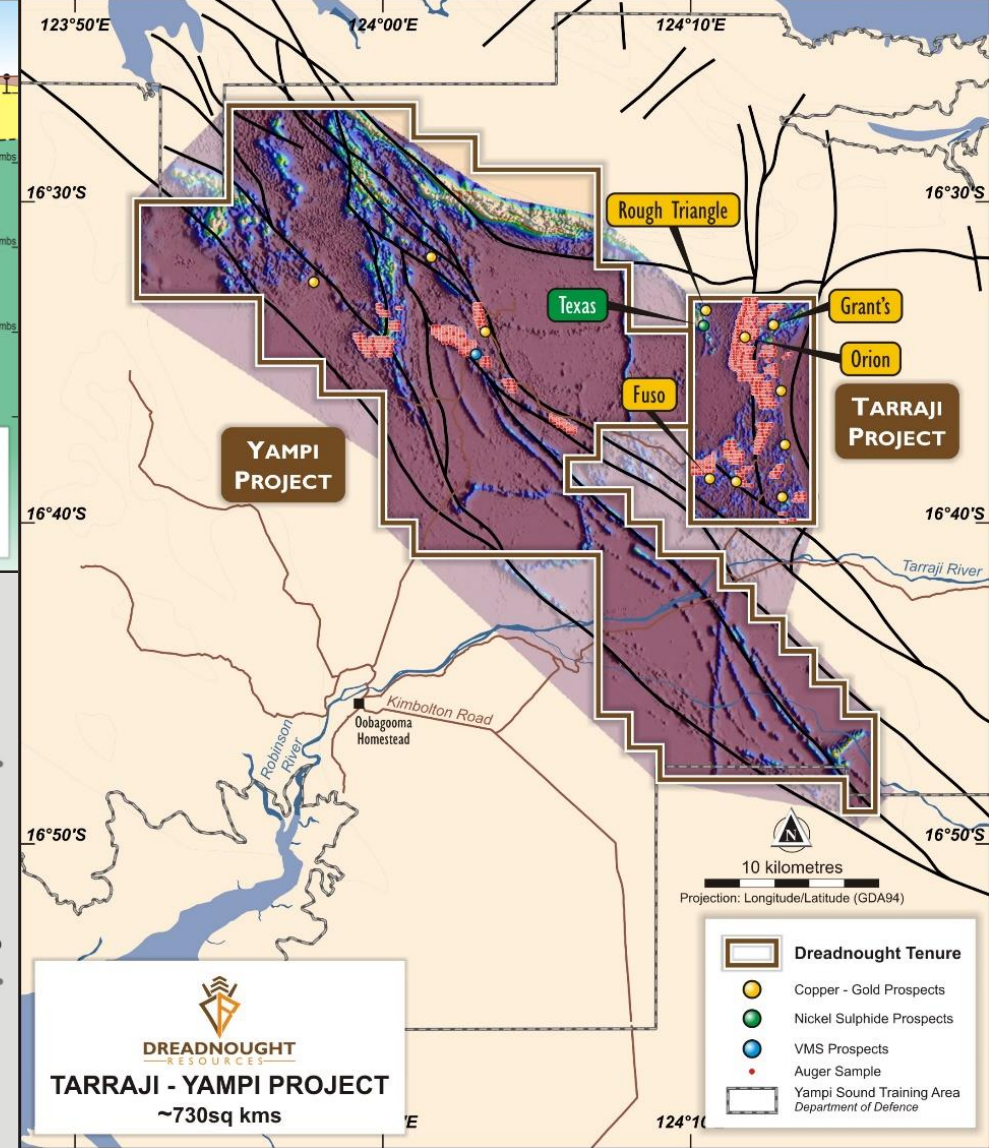 123°50'E
124°00'E
124°10'E
16°30'S
16°30'S
Rough Triangle
Texas
Grant's
Orion
Fuso
TARRAJI
PROJECT
YAMPI
PROJECT
16°40'S
16°40'S
Tarraji River
Kimbolton Road
Oobagooma
Homestead
Robinson
River
16°50'S
16°50'S
N
10 kilometres
Projection: Longitude/Latitude (GDA94)
Dreadnought Tenure
Copper - Gold Prospects
Nickel Sulphide Prospects
VMS Prospects
Auger Sample
Yampi Sound Training Area
Department of Defence
DREADNOUGHT
RESOURCES
TARRAJI - YAMPI PROJECT
~730sq kms
mbs
mbs
mbs